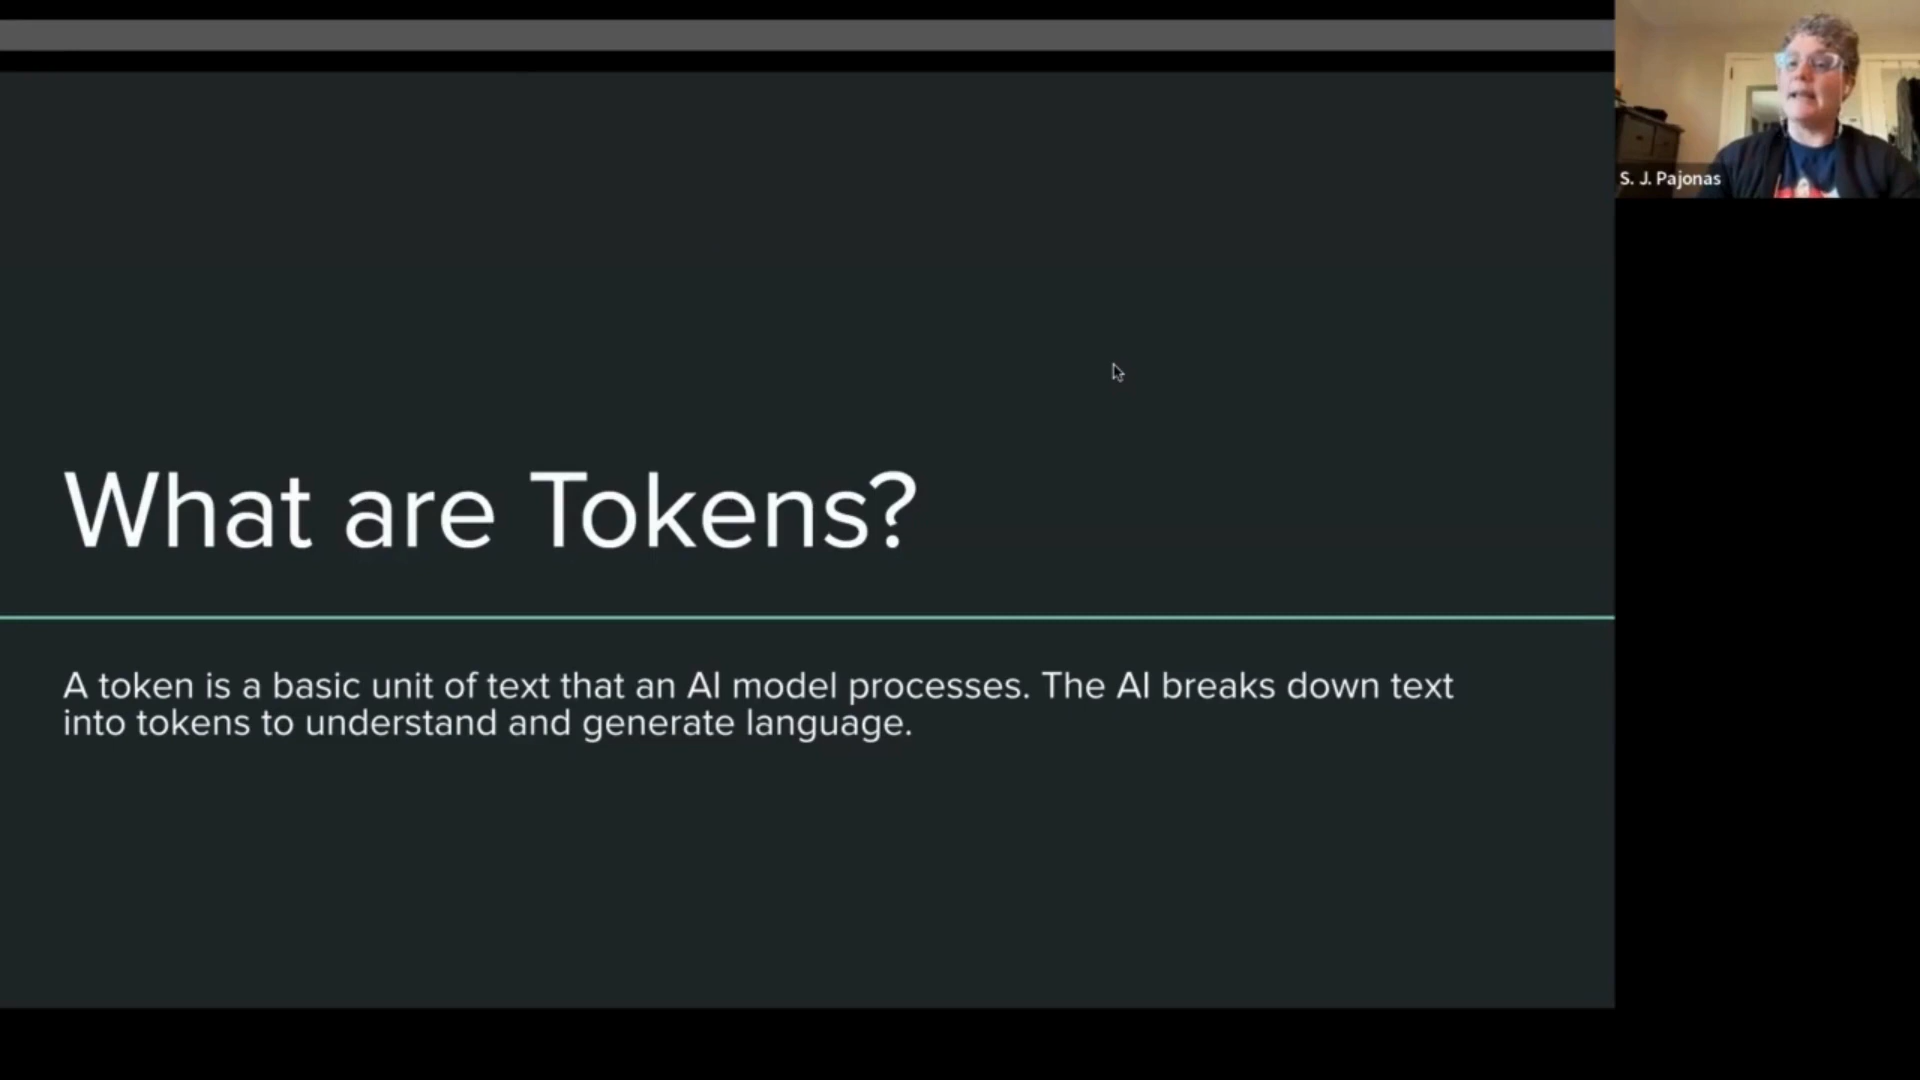 S. J. Pajonas
What are Tokens?
A token is a basic unit of text that an AI model processes. The AI breaks down text
into tokens to understand and generate language.